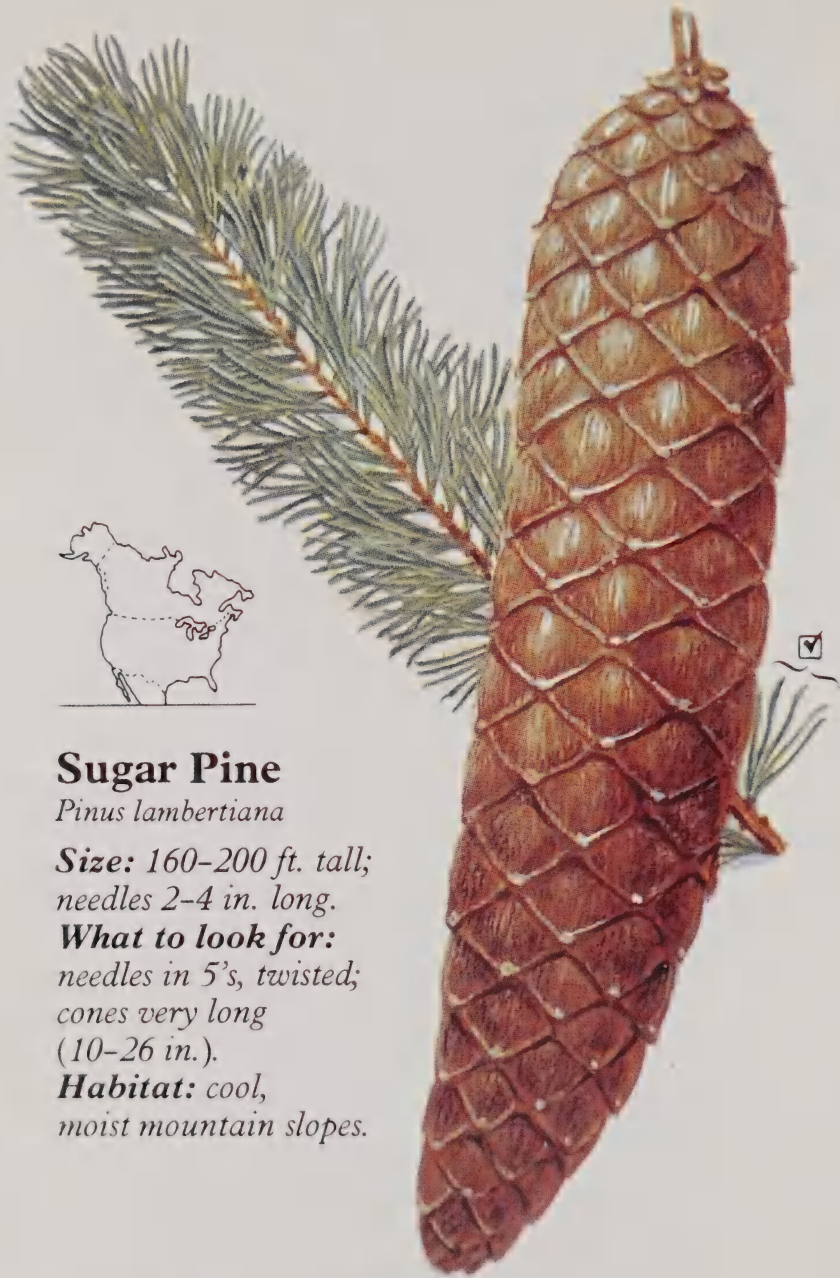 Sugar Pine
Pinus lambertiana
Size: 160–200 ft. tall;
needles 2–4 in. long.
What to look for:
needles in 5's, twisted;
cones very long
(10–26 in.).
Habitat: cool,
moist mountain slopes.